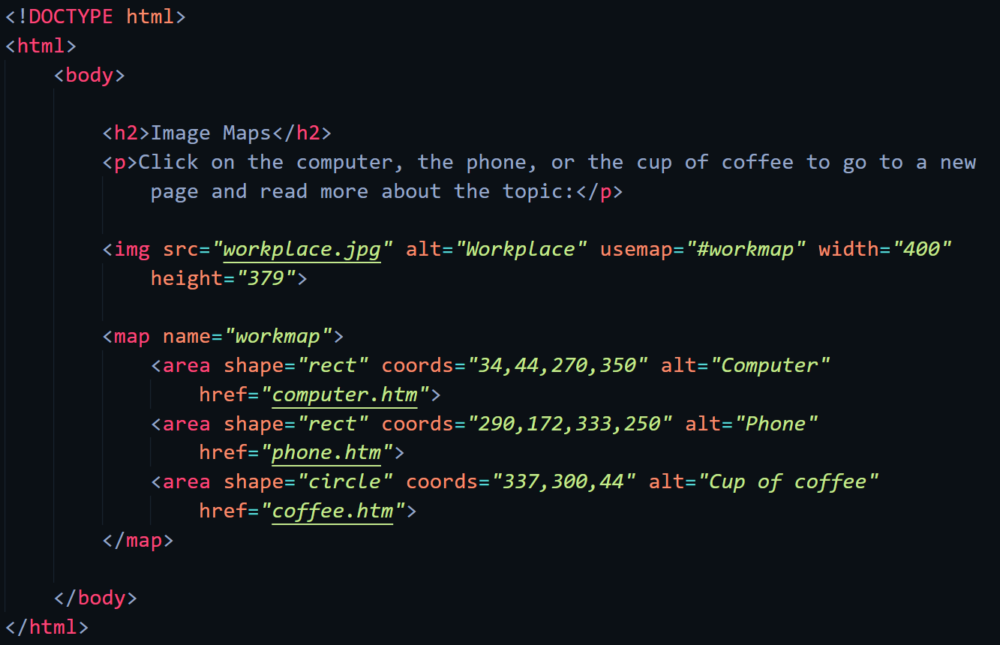 <!DOCTYPE html>
<html>
    <body>

        <h2>Image Maps</h2>
        <p>Click on the computer, the phone, or the cup of coffee to go to a new
            page and read more about the topic:</p>

        <img src="workplace.jpg" alt="Workplace" usemap="#workmap" width="400"
            height="379">

        <map name="workmap">
            <area shape="rect" coords="34,44,270,350" alt="Computer"
                href="computer.htm">
            <area shape="rect" coords="290,172,333,250" alt="Phone"
                href="phone.htm">
            <area shape="circle" coords="337,300,44" alt="Cup of coffee"
                href="coffee.htm">
        </map>

    </body>
</html>